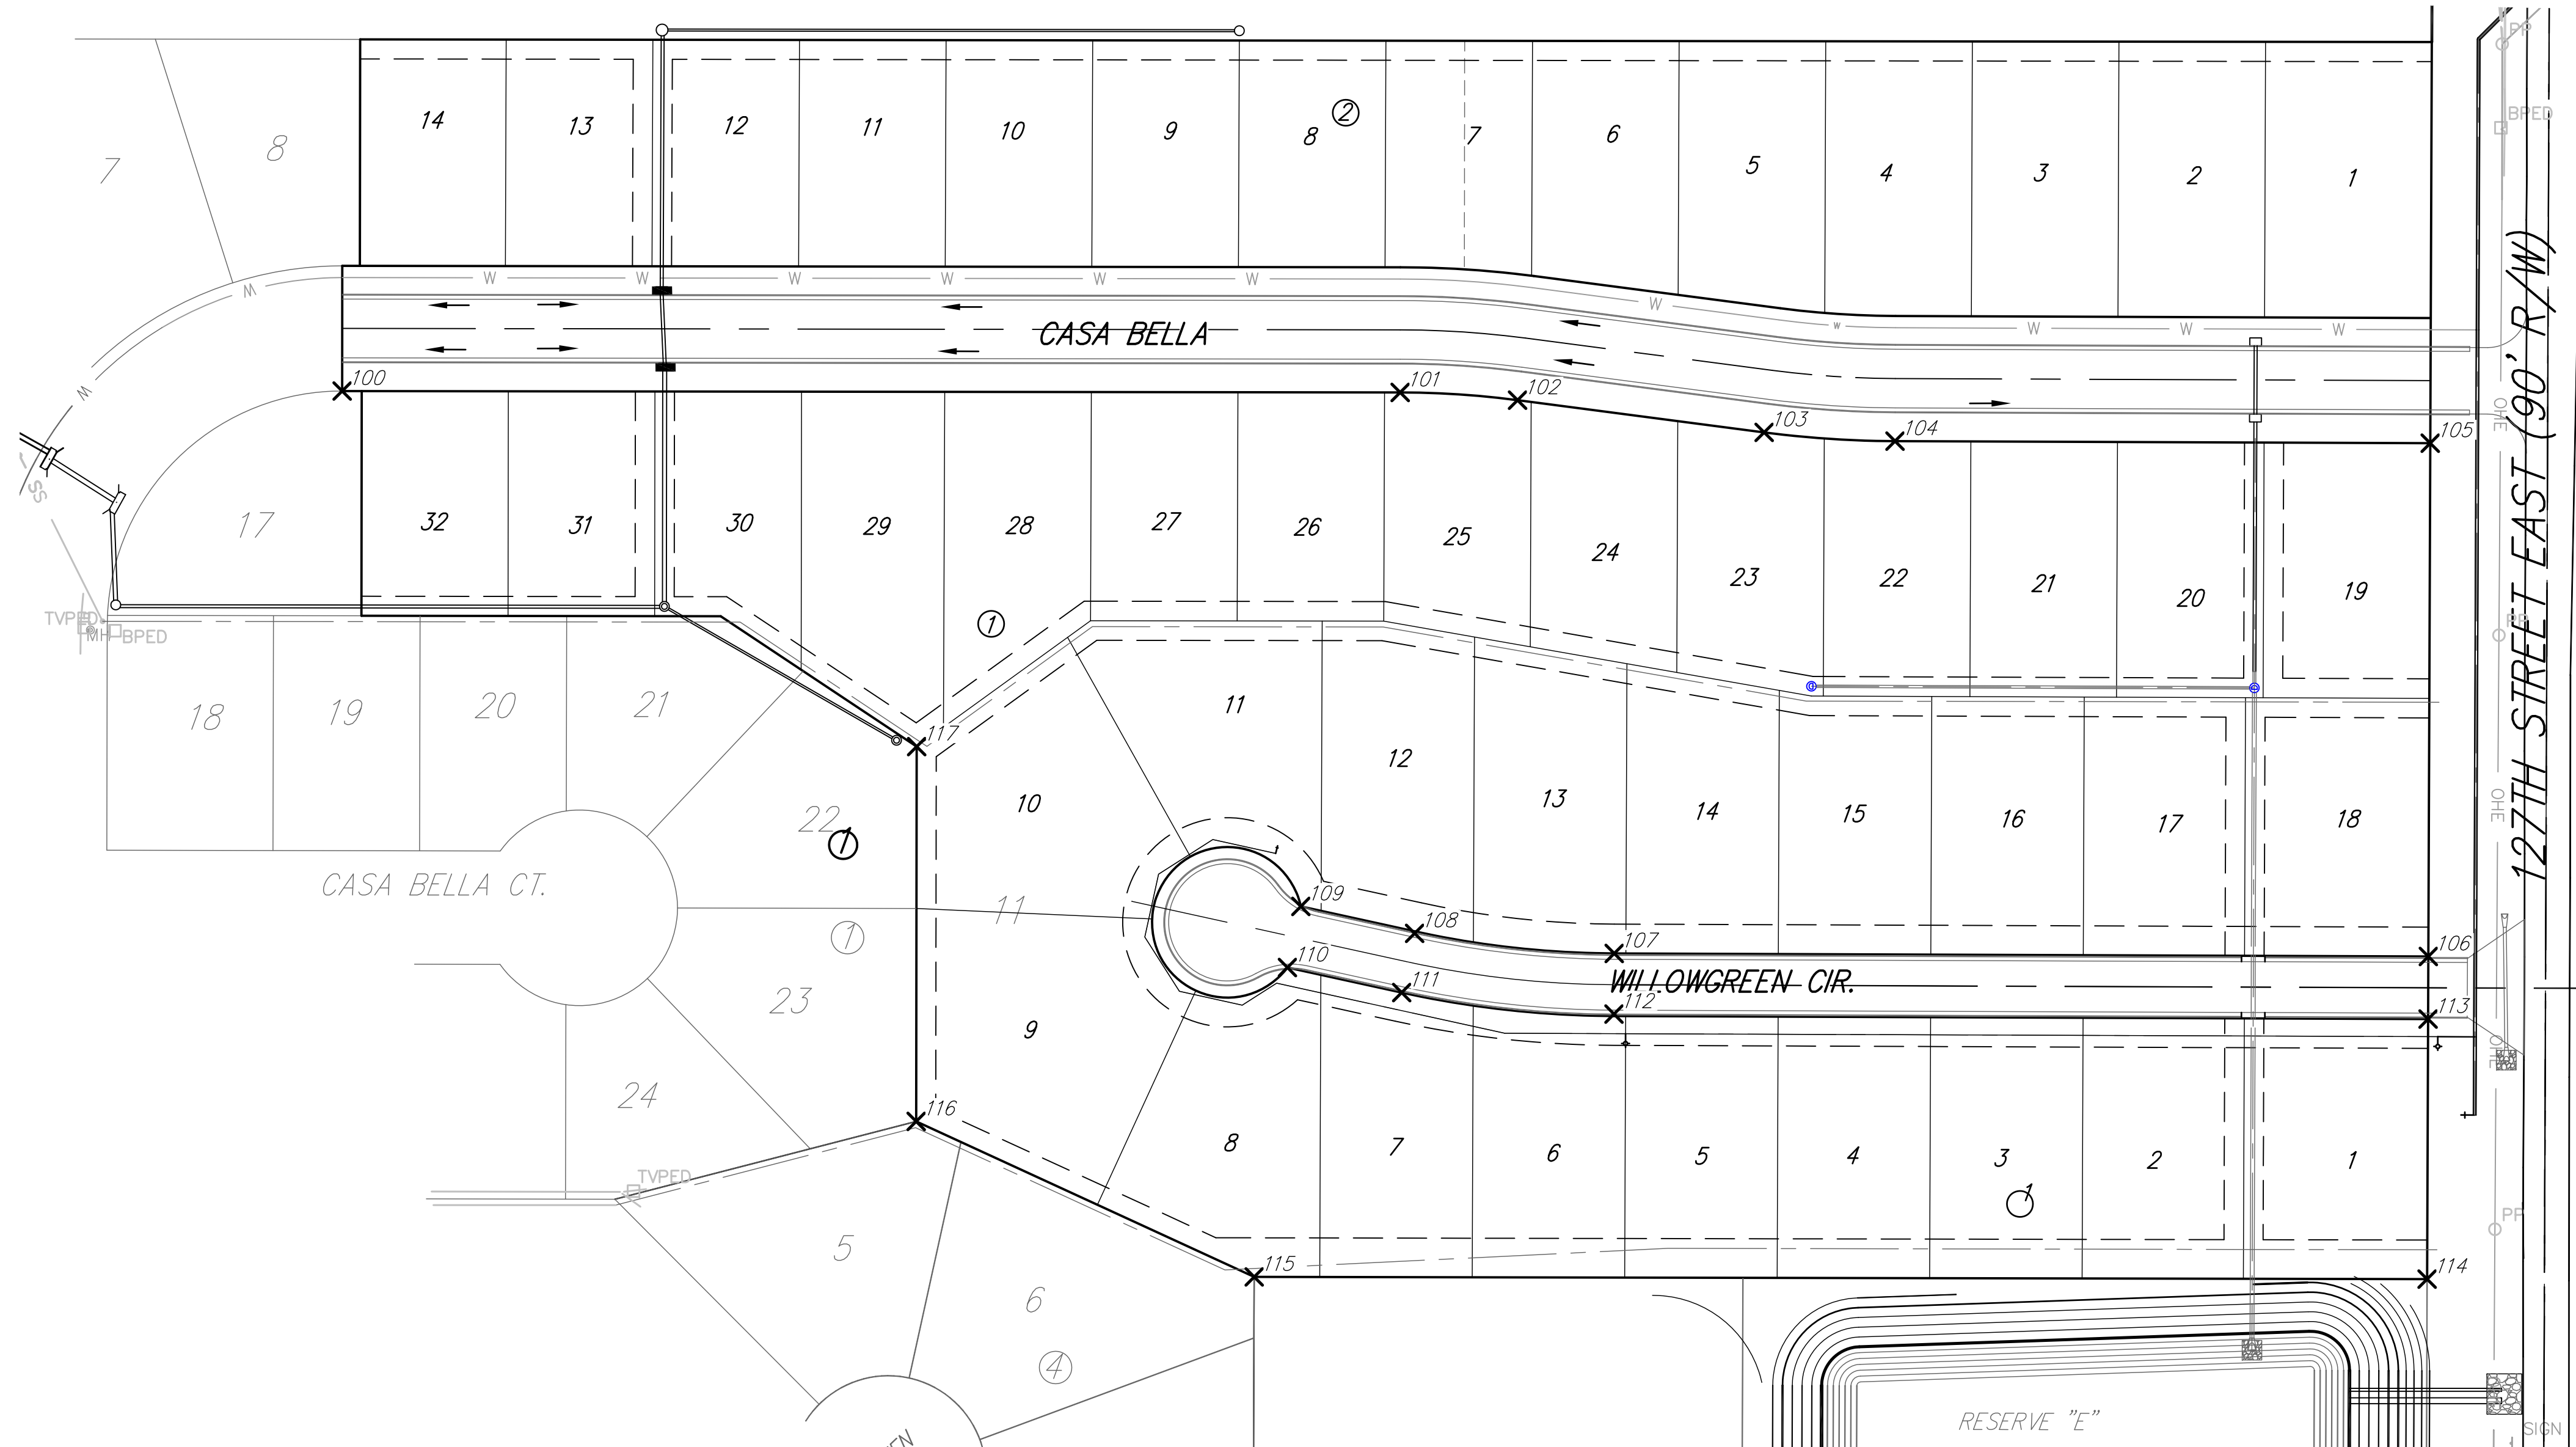 PP
BPED
14 13 12 11 10 9 8 2 7 6 5 4 3 2 1
7 8
W W W W W W W W W W W W
CASA BELLA
100 101 102 103 104 105
OHE
127TH STREET EAST (90' R/W)
17 32 31 30 29 28 27 26 25 24 23 22 21 20 19
SS
TVPED
MH BPED
1
PP
18 19 20 21
117
11
12
22
1
10 13 14 15 16 17 18
OHE
CASA BELLA CT.
11
109
108
1
107 106
110
111
WILLOWGREEN CIR.
112 113
23
9
OHE
24
116
8 7 6 5 4 3 2 1
TVPED
1
PP
5
115 114
6
4
RESERVE "E"
SIGN